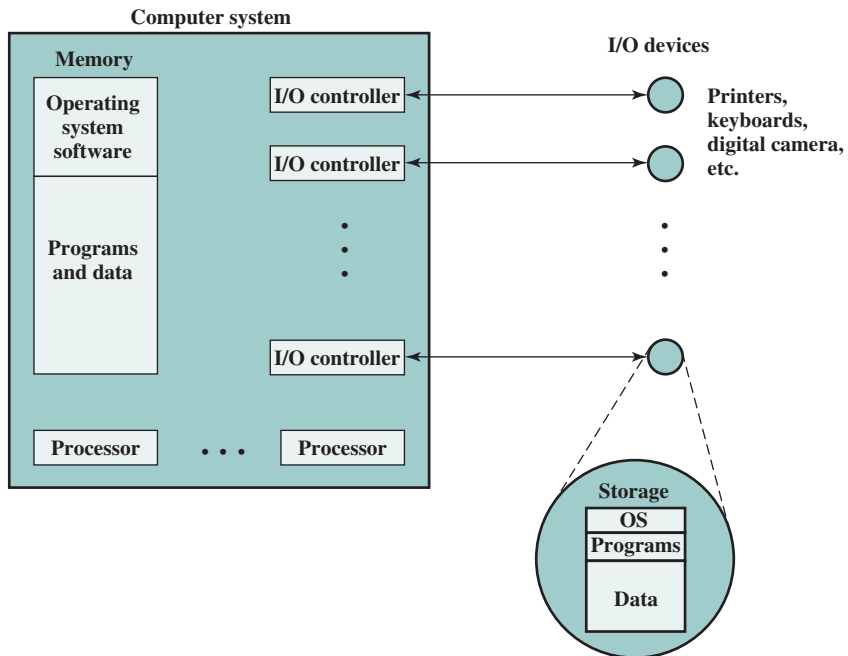 Computer system
Memory
Operating
system
software
Programs
and data
I/O controller
I/O controller
I/O controller
Processor
Processor
I/O devices
Printers,
keyboards,
digital camera,
etc.
Storage
OS
Programs
Data